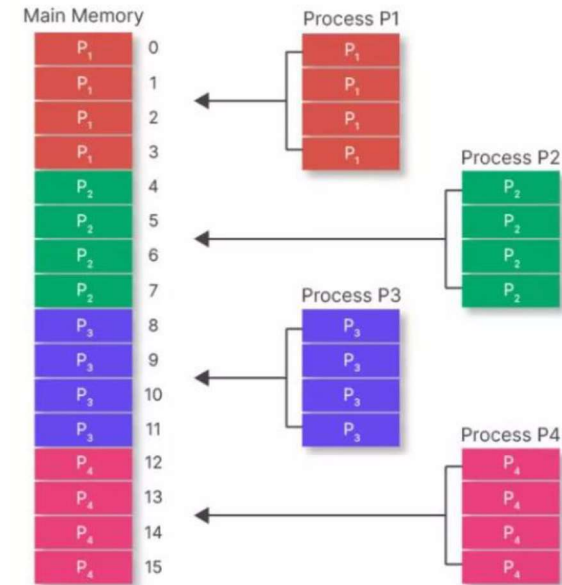 Main Memory
P₁ 0
P₁ 1
P₁ 2
P₁ 3
P₂ 4
P₂ 5
P₂ 6
P₂ 7
P₃ 8
P₃ 9
P₃ 10
P₃ 11
P₄ 12
P₄ 13
P₄ 14
P₄ 15
Process P1
P₁
P₁
P₁
P₁
Process P2
P₂
P₂
P₂
P₂
Process P3
P₃
P₃
P₃
P₃
Process P4
P₄
P₄
P₄
P₄